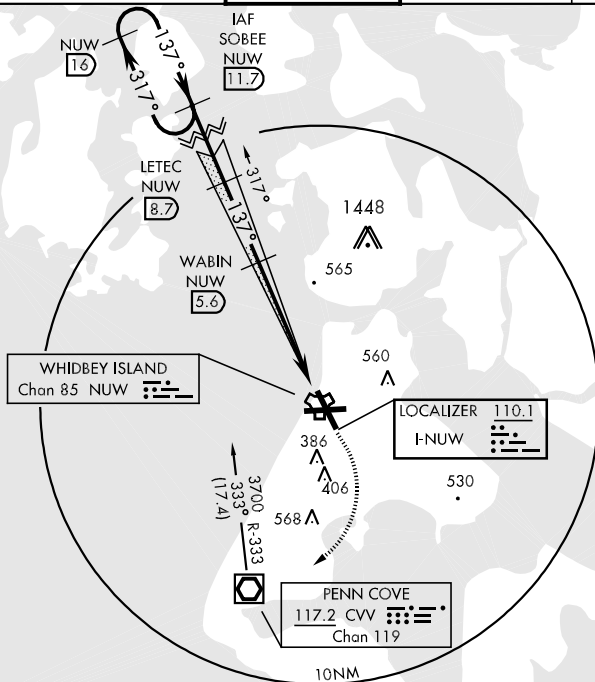 IAF
SOBEE
NUW
11.7
NUW
16
137°
317°
LETEC
NUW
8.7
317°
137°
1448
565
WABIN
NUW
5.6
560
WHIDBEY ISLAND
Chan 85 NUW
LOCALIZER 110.1
I-NUW
386
406
530
568
3700 R-333
333°
(17.4)
PENN COVE
117.2 CVV
Chan 119
10NM